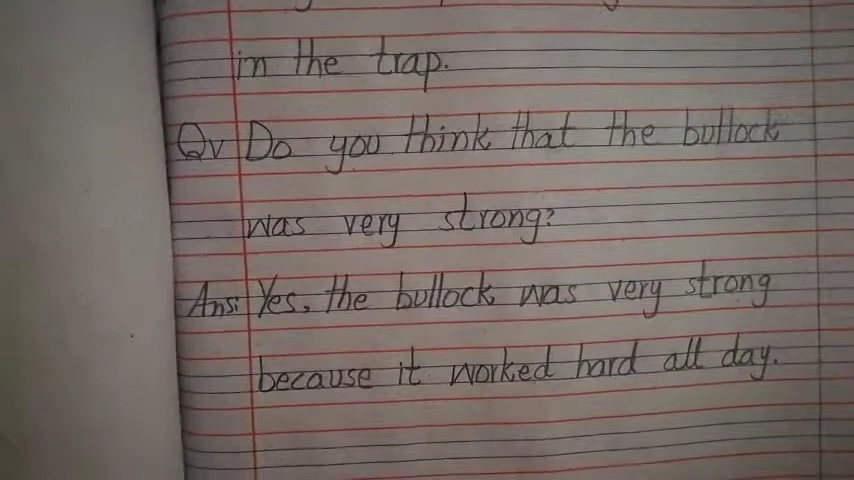 in the trap.
Qv Do you think that the bullock
was very strong?
Ans: Yes, the bullock was very strong
because it worked hard all day.